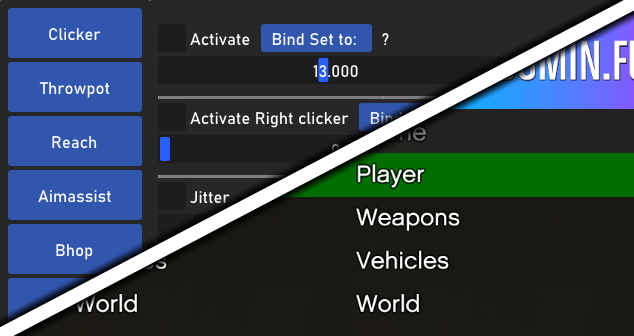 Clicker
Throwpot
Reach
Aimassist
Bhop
World
Activate Bind Set to: ?
13.000
Activate Right clicker
Jitter
Player
Weapons
Vehicles
World